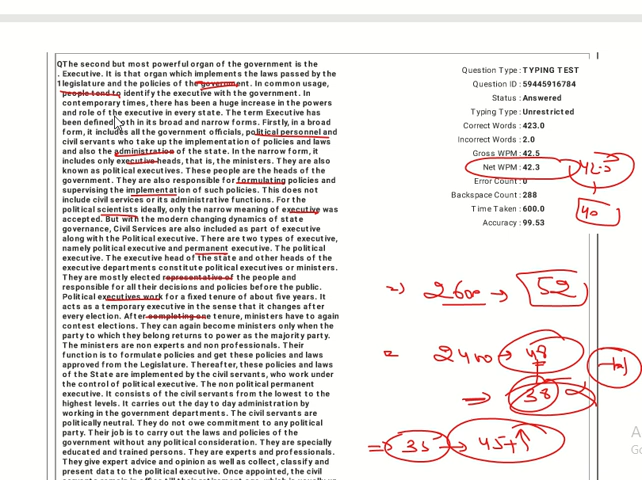 QThe second but most powerful organ of the government is the
. Executive. It is that organ which implements the laws passed by the
1legislature and the policies of the government. In common usage,
people tend to identify the executive with the government. In
contemporary times, there has been a huge increase in the powers
and role of the executive in every state. The term Executive has
been defined both in its broad and narrow forms. Firstly, in a broad
form, it includes all the government officials, political personnel and
civil servants who take up the implementation of policies and laws
and also the administration of the state. In the narrow form, it
includes only executive heads, that is, the ministers. They are also
known as political executives. These people are the heads of the
government. They are also responsible for formulating policies and
supervising the implementation of such policies. This does not
include civil services or its administrative functions. For the
political scientists ideally, only the narrow meaning of executive was
accepted. But with the modern changing dynamics of state
governance, Civil Services are also included as part of executive
along with the Political executive. There are two types of executive,
namely political executive and permanent executive. The political
executive. The executive head of the state and other heads of the
executive departments constitute political executives or ministers.
They are mostly elected representative of the people and
responsible for all their decisions and policies before the public.
Political executives work for a fixed tenure of about five years. It
acts as a temporary executive in the sense that it changes after
every election. After completing one tenure, ministers have to again
contest elections. They can again become ministers only when the
party to which they belong returns to power as the majority party.
The ministers are non experts and non professionals. Their
function is to formulate policies and get these policies and laws
approved from the Legislature. Thereafter, these policies and laws
of the State are implemented by the civil servants, who work under
the control of political executive. The non political permanent
executive. It consists of the civil servants from the lowest to the
highest levels. It carries out the day to day administration by
working in the government departments. The civil servants are
politically neutral. They do not owe commitment to any political
party. Their job is to carry out the laws and policies of the
government without any political consideration. They are specially
educated and trained persons. They are experts and professionals.
They give expert advice and opinion as well as collect, classify and
present data to the political executive. Once appointed, the civil
Question Type : TYPING TEST
Question ID : 59445916784
Status : Answered
Typing Type : Unrestricted
Correct Words : 423.0
Incorrect Words : 2.0
Gross WPM : 42.5
Net WPM : 42.3
Error Count : 0
Backspace Count : 288
Time Taken : 600.0
Accuracy : 99.53
40
=) 2600 → 52
= 2400 → 48
⇒ 38
⇒ 35 → 45+↑